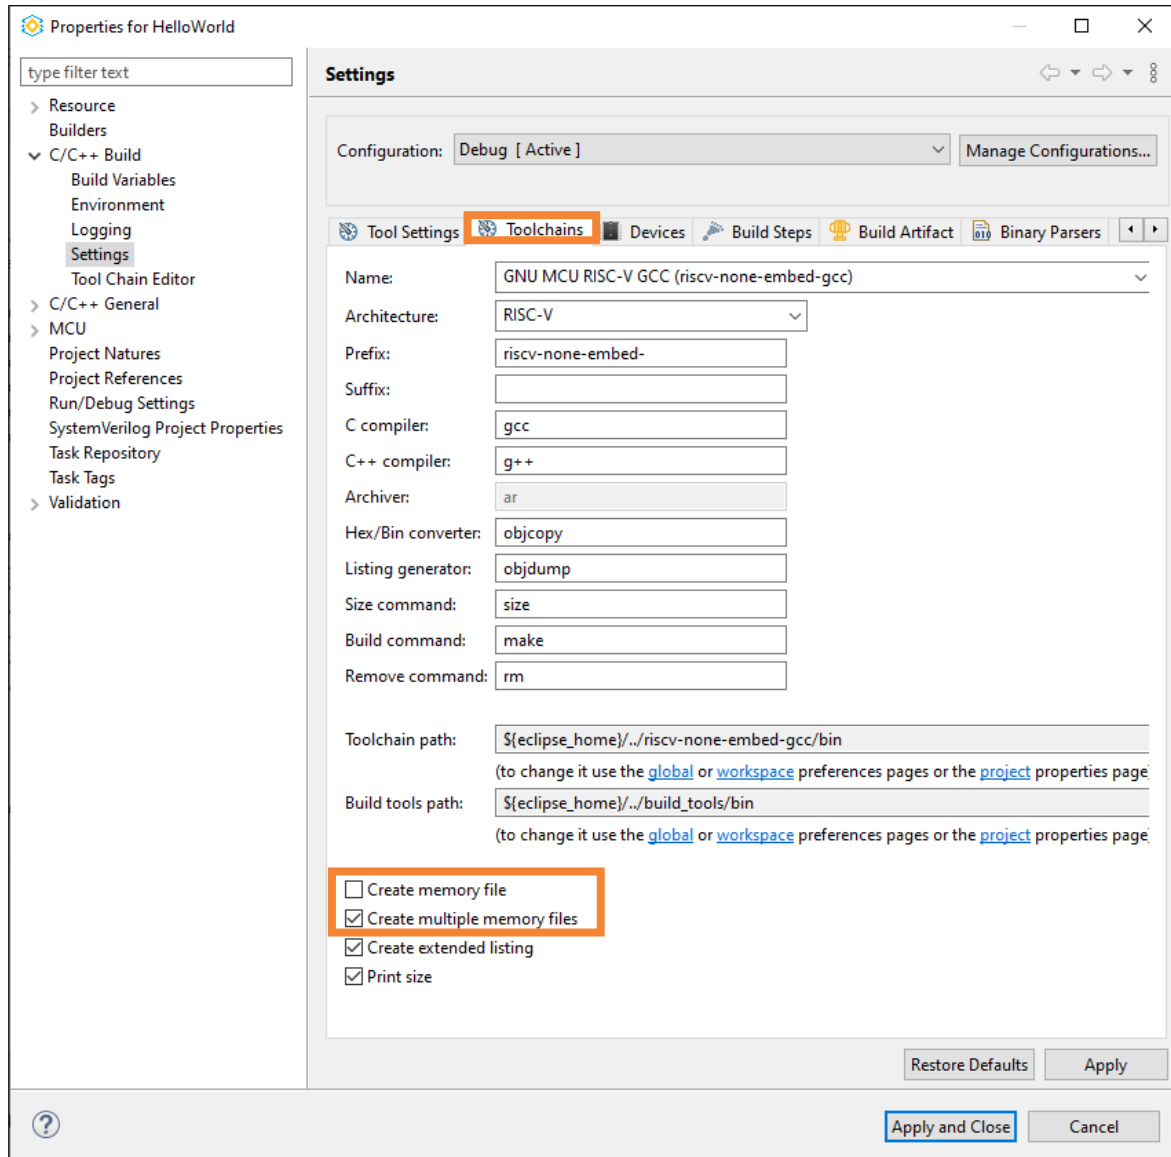 Properties for HelloWorld
type filter text
Resource
Builders
C/C++ Build
Build Variables
Environment
Logging
Settings
Tool Chain Editor
C/C++ General
MCU
Project Natures
Project References
Run/Debug Settings
SystemVerilog Project Properties
Task Repository
Task Tags
Validation
Settings
Configuration: Debug [ Active ] Manage Configurations...
Tool Settings Toolchains Devices Build Steps Build Artifact Binary Parsers
Name: GNU MCU RISC-V GCC (riscv-none-embed-gcc)
Architecture: RISC-V
Prefix: riscv-none-embed-
Suffix:
C compiler: gcc
C++ compiler: g++
Archiver: ar
Hex/Bin converter: objcopy
Listing generator: objdump
Size command: size
Build command: make
Remove command: rm
Toolchain path: ${eclipse_home}/../riscv-none-embed-gcc/bin
(to change it use the global or workspace preferences pages or the project properties page)
Build tools path: ${eclipse_home}/../build_tools/bin
(to change it use the global or workspace preferences pages or the project properties page)
Create memory file
Create multiple memory files
Create extended listing
Print size
Restore Defaults Apply
? Apply and Close Cancel